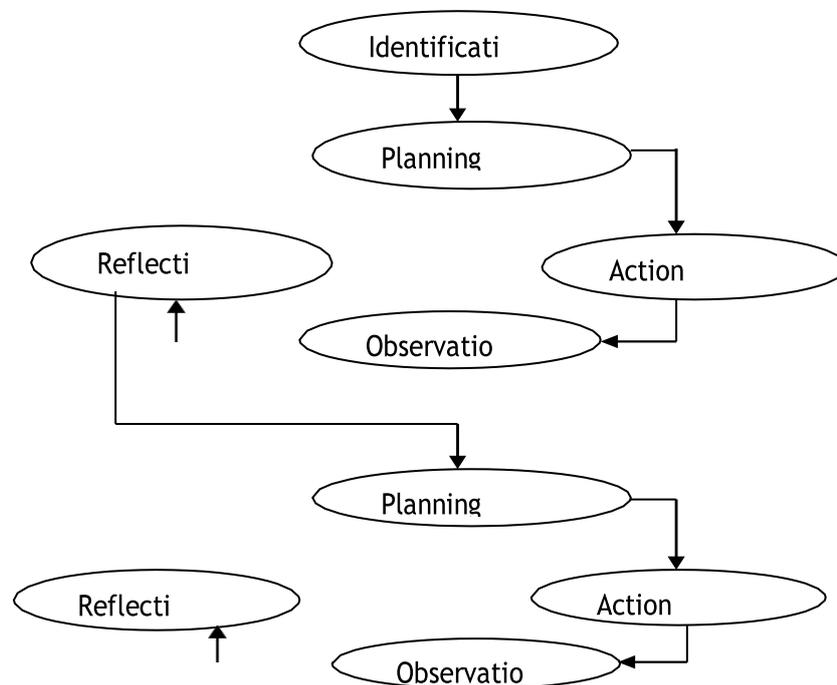 Identificati
Planning
Reflecti
Action
Observatio
Planning
Reflecti
Action
Observatio